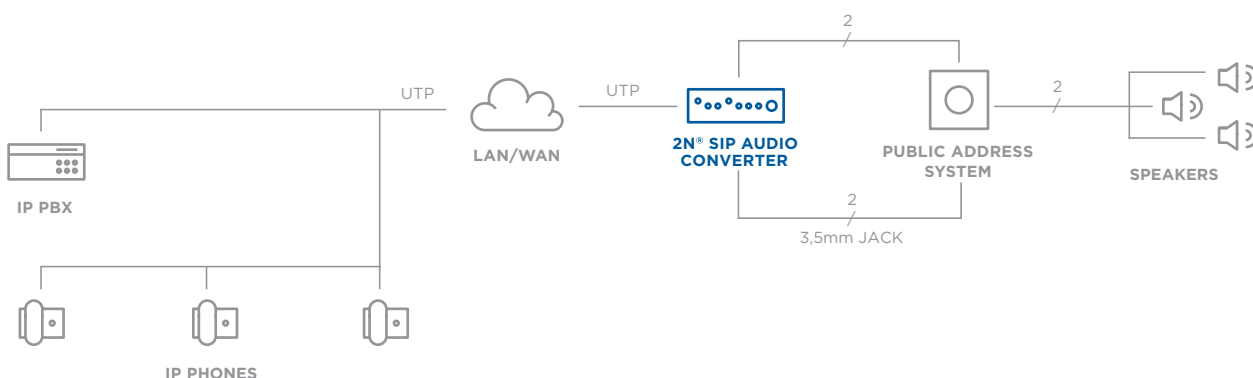 2
UTP
UTP
2
2N® SIP AUDIO
CONVERTER
LAN/WAN
PUBLIC ADDRESS
SYSTEM
SPEAKERS
IP PBX
2
3,5mm JACK
IP PHONES